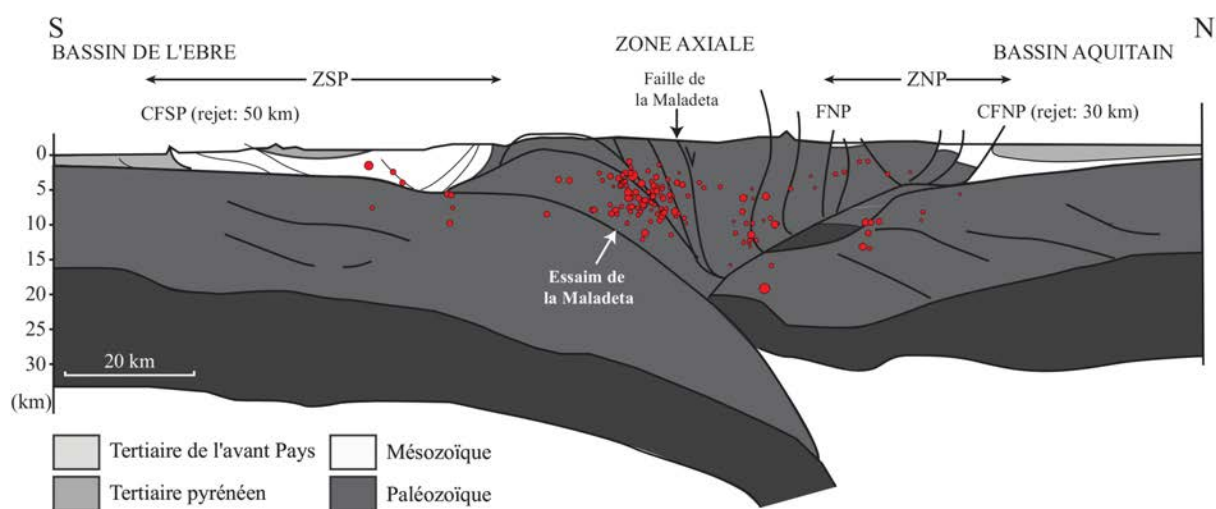 S
N
BASSIN DE L'EBRE
ZONE AXIALE
BASSIN AQUITAIN
ZSP
Faille de
la Maladeta
ZNP
CFSP (rejet: 50 km)
FNP
CFNP (rejet: 30 km)
0
5
10
15
20
25
30
(km)
Essaim de
la Maladeta
20 km
Tertiaire de l'avant Pays
Mésozoïque
Tertiaire pyrénéen
Paléozoïque